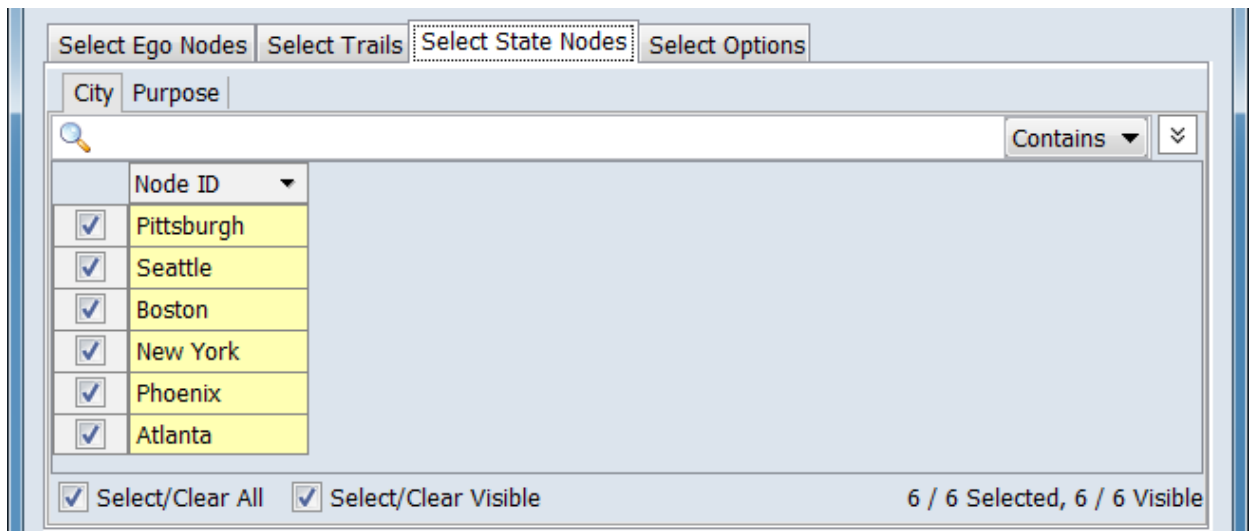 Select Ego Nodes Select Trails Select State Nodes Select Options
City Purpose
Contains
Node ID
Pittsburgh
Seattle
Boston
New York
Phoenix
Atlanta
Select/Clear All Select/Clear Visible 6 / 6 Selected, 6 / 6 Visible